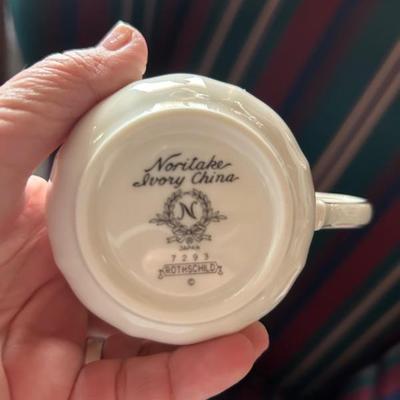 Noritake
Ivory China
N
®
JAPAN
7293
ROTHSCHILD
©